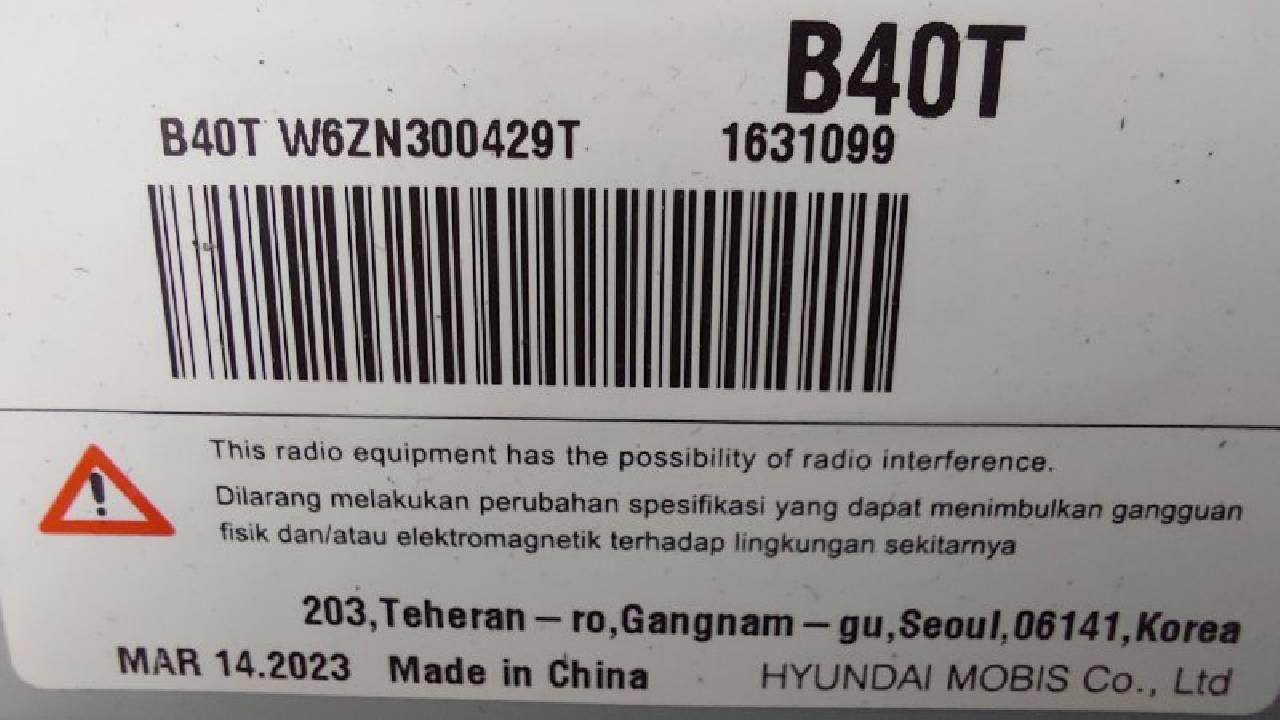 B40T
B40T W6ZN300429T 1631099
This radio equipment has the possibility of radio interference.
Dilarang melakukan perubahan spesifikasi yang dapat menimbulkan gangguan
fisik dan/atau elektromagnetik terhadap lingkungan sekitarnya
203,Teheran-ro,Gangnam-gu,Seoul,06141,Korea
MAR 14.2023 Made in China HYUNDAI MOBIS Co., Ltd